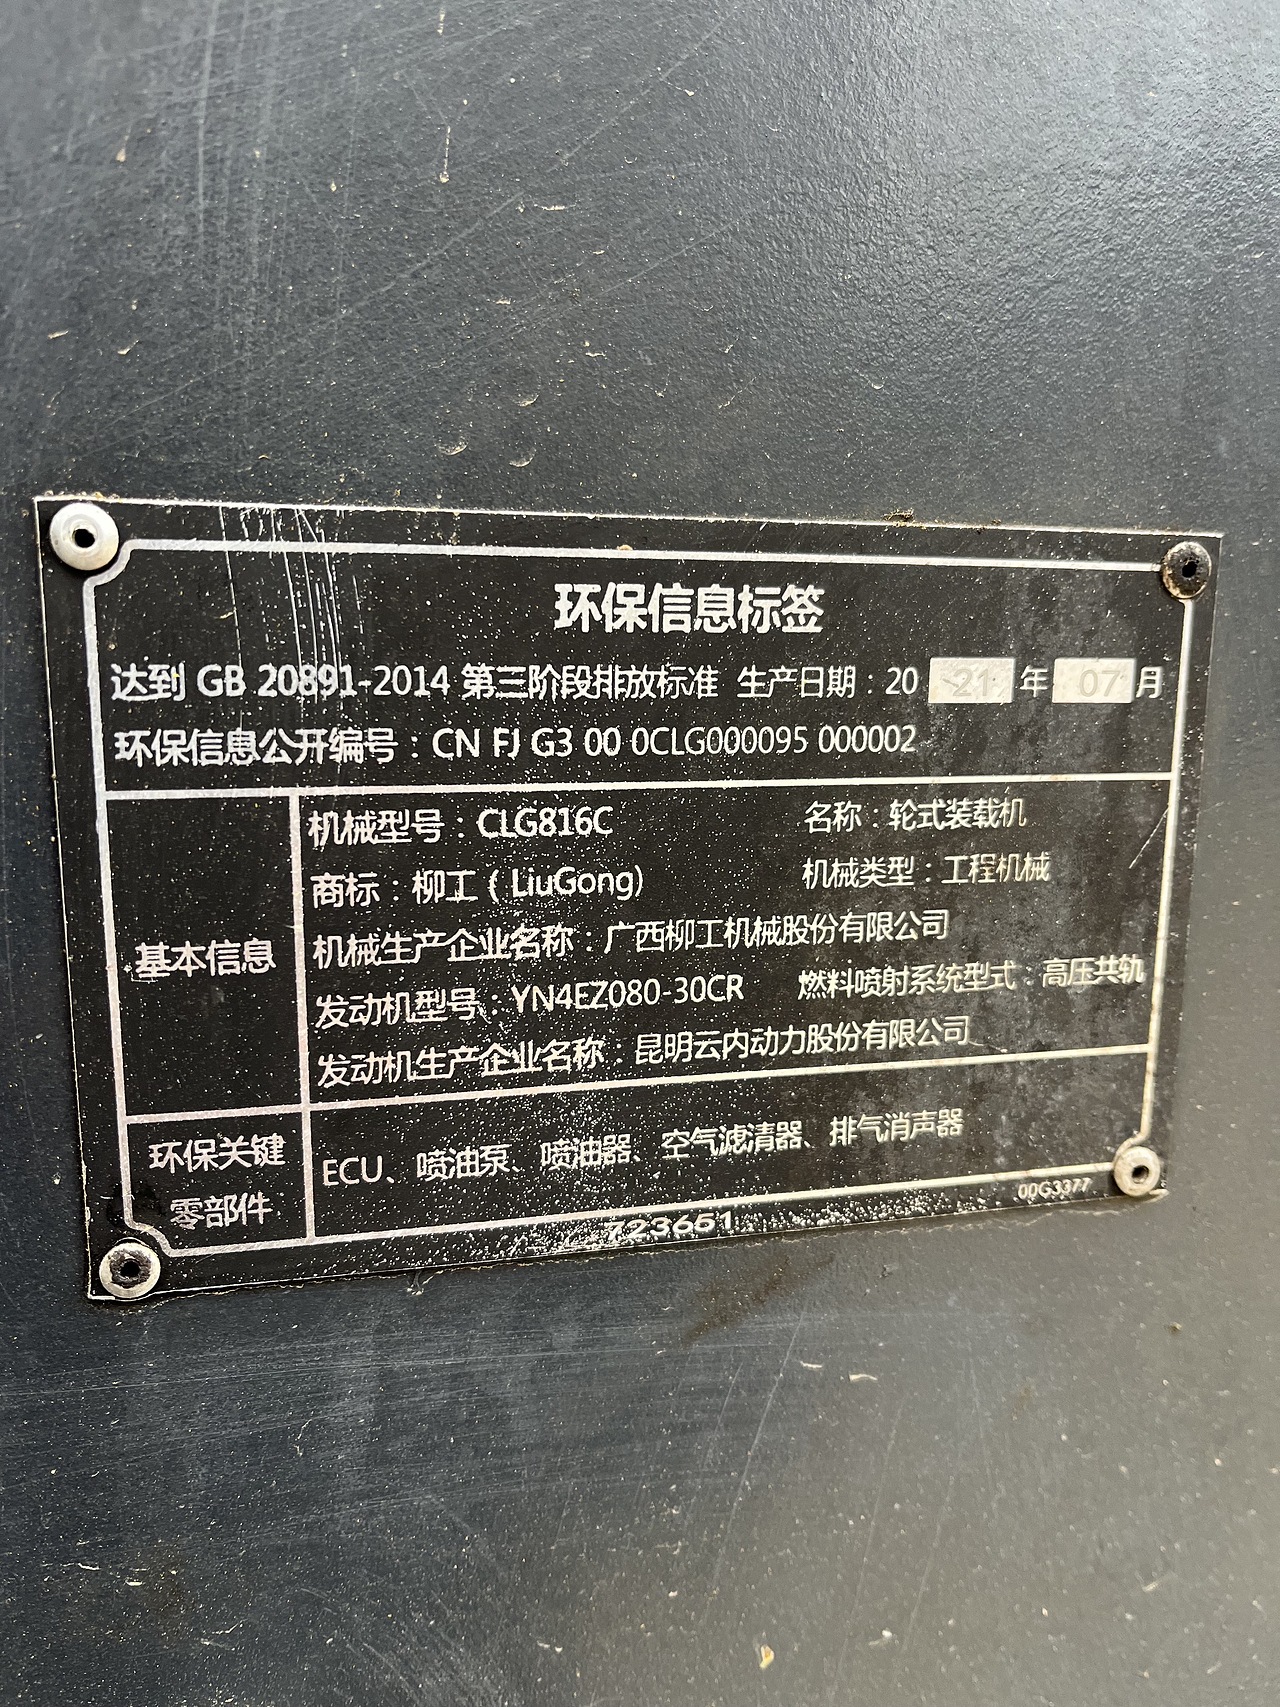 环保信息标签
达到 GB 20891-2014 第三阶段排放标准 生产日期：20 21 年 07 月
环保信息公开编号：CN FJ G3 00 0CLG000095 000002
基本信息
机械型号：CLG816C 名称：轮式装载机
商标：柳工（LiuGong) 机械类型：工程机械
机械生产企业名称：广西柳工机械股份有限公司
发动机型号：YN4EZ080-30CR 燃料喷射系统型式：高压共轨
发动机生产企业名称：昆明云内动力股份有限公司
环保关键
零部件
ECU、喷油泵、喷油器、空气滤清器、排气消声器
00G3377
723651